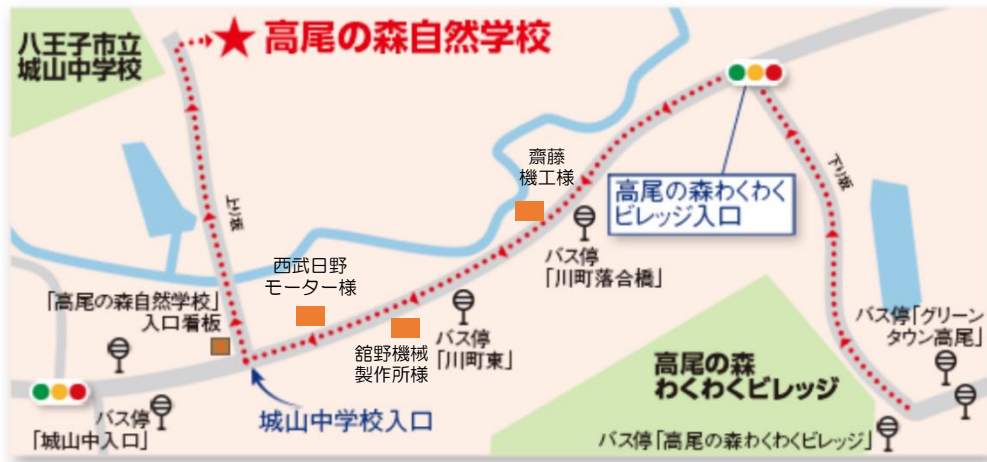 八王子市立
城山中学校
★高尾の森自然学校
上り坂
齋藤
機工様
高尾の森わくわく
ビレッジ入口
下り坂
バス停
「川町落合橋」
西武日野
モーター様
「高尾の森自然学校」
入口看板
舘野機械
製作所様
バス停
「川町東」
バス停「グリーン
タウン高尾」
高尾の森
わくわくビレッジ
城山中学校入口
バス停
「城山中入口」
バス停「高尾の森わくわくビレッジ」